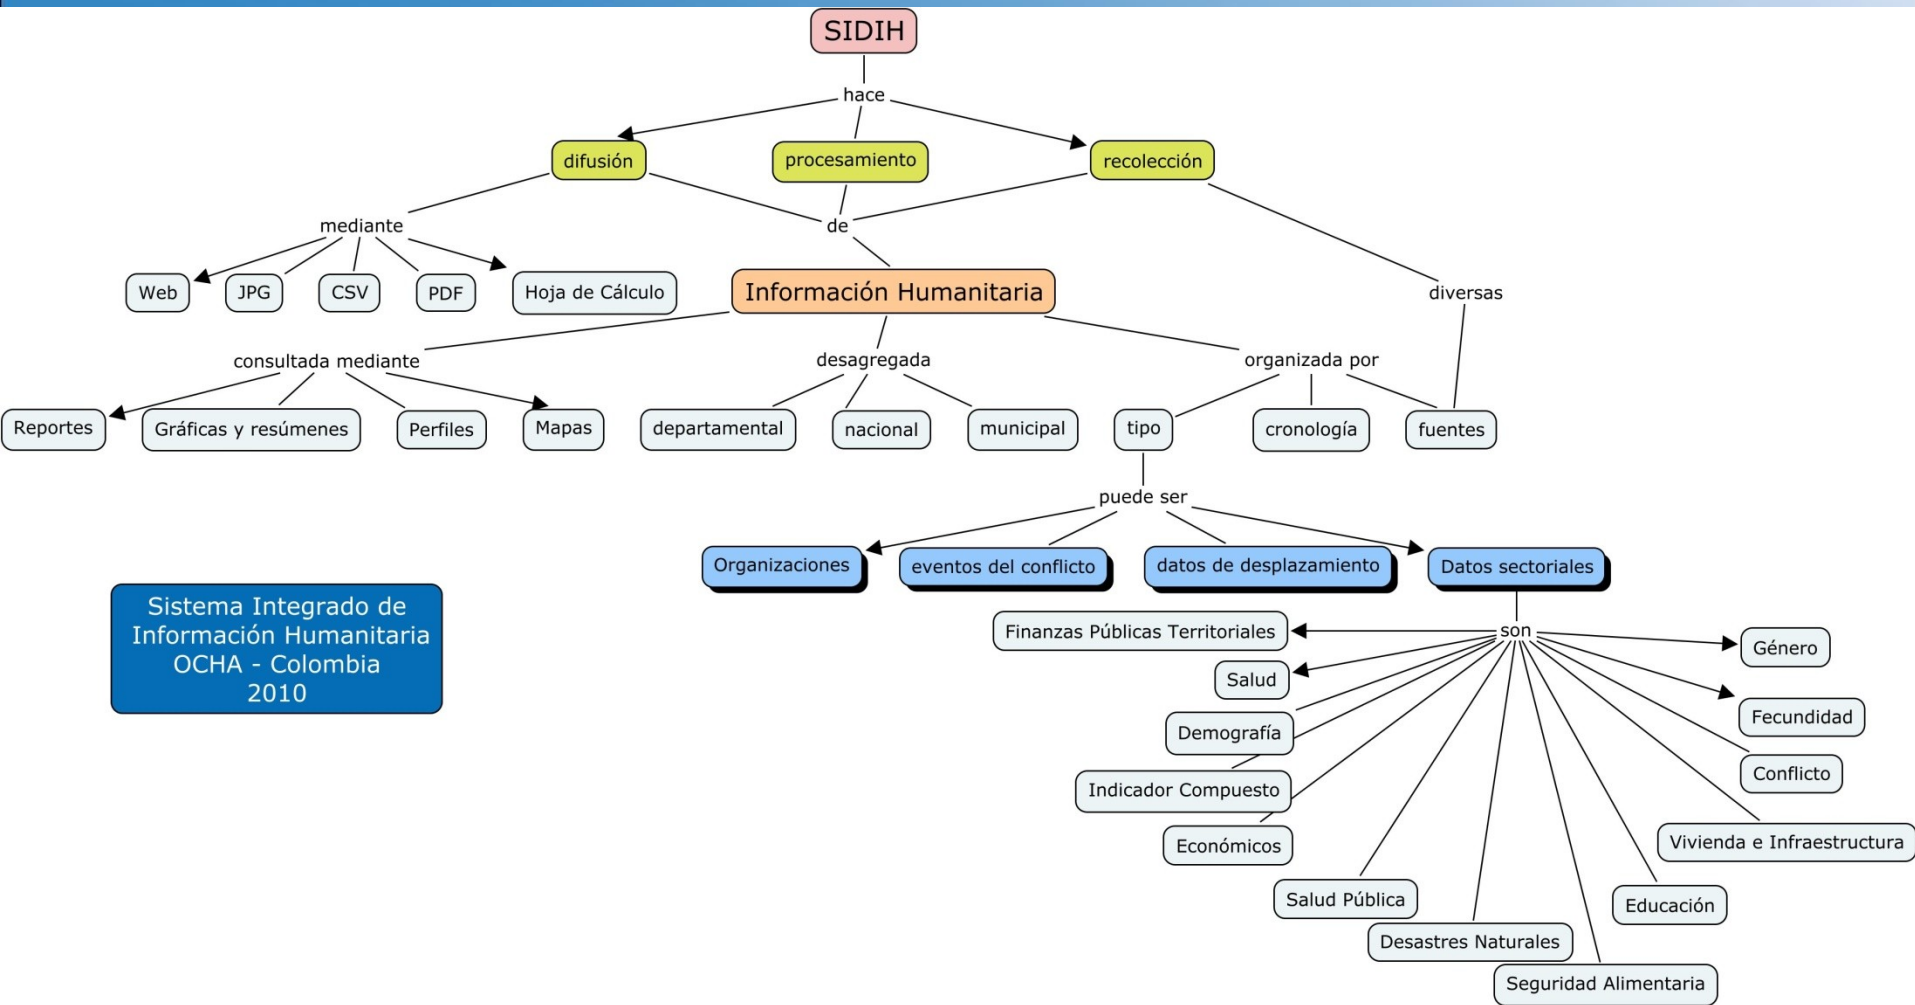 SIDIH
hace
difusión
procesamiento
recolección
mediante
de
Web
JPG
CSV
PDF
Hoja de Cálculo
Información Humanitaria
diversas
consultada mediante
desagregada
organizada por
Reportes
Gráficas y resúmenes
Perfiles
Mapas
departamental
nacional
municipal
tipo
cronología
fuentes
puede ser
Organizaciones
eventos del conflicto
datos de desplazamiento
Datos sectoriales
Sistema Integrado de
Información Humanitaria
OCHA - Colombia
2010
son
Finanzas Públicas Territoriales
Género
Salud
Fecundidad
Demografía
Conflicto
Indicador Compuesto
Vivienda e Infraestructura
Económicos
Salud Pública
Educación
Desastres Naturales
Seguridad Alimentaria